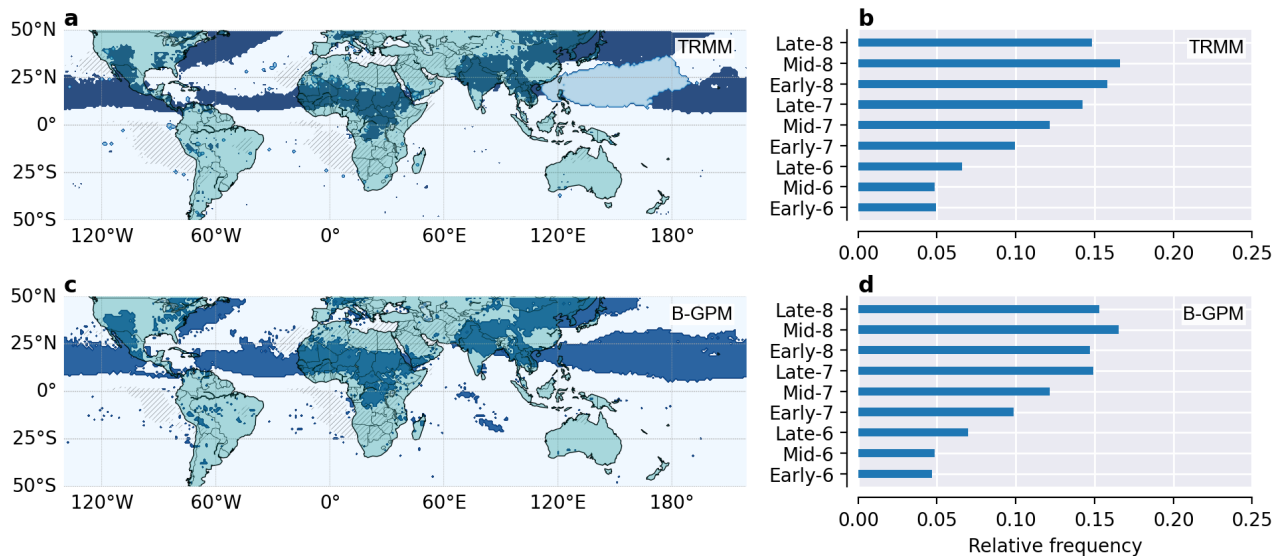 a
50°N
25°N
0°
25°S
50°S
TRMM
120°W 60°W 0° 60°E 120°E 180°
b
Late-8
Mid-8
Early-8
Late-7
Mid-7
Early-7
Late-6
Mid-6
Early-6
TRMM
0.00 0.05 0.10 0.15 0.20 0.25
c
50°N
25°N
0°
25°S
50°S
B-GPM
120°W 60°W 0° 60°E 120°E 180°
d
Late-8
Mid-8
Early-8
Late-7
Mid-7
Early-7
Late-6
Mid-6
Early-6
B-GPM
0.00 0.05 0.10 0.15 0.20 0.25
Relative frequency